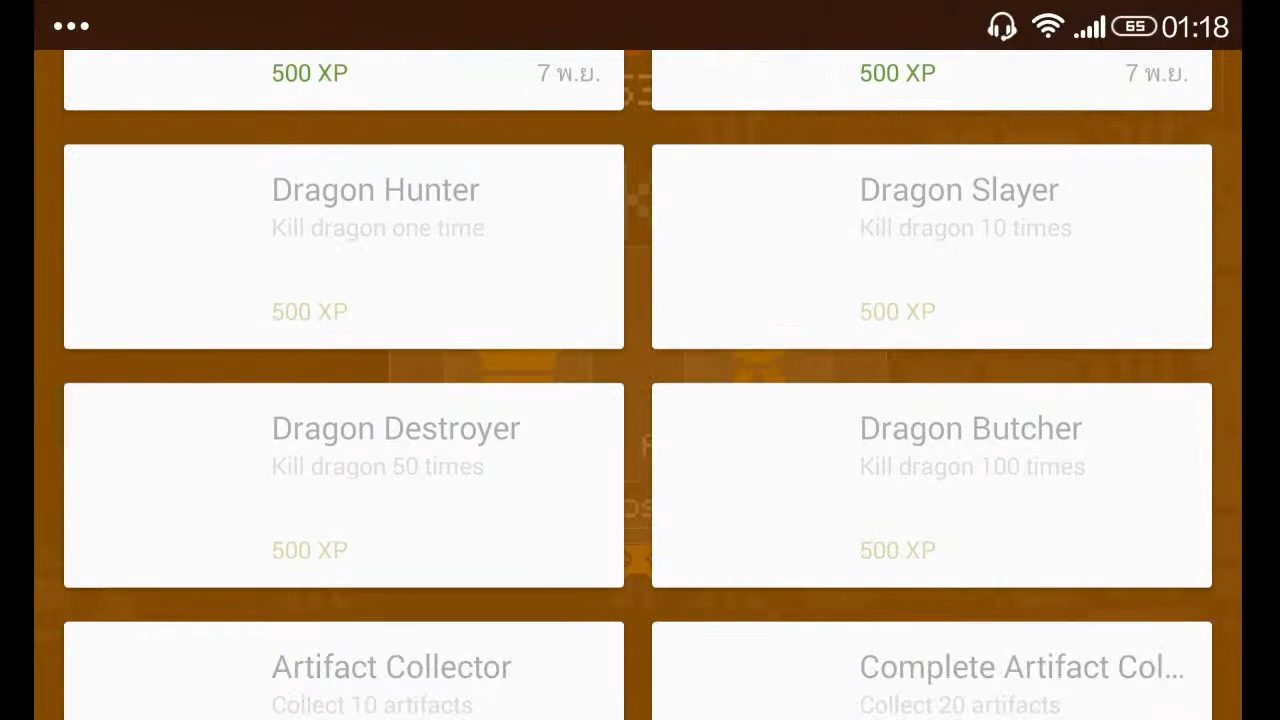 65 01:18
500 XP 7 พ.ย. 500 XP 7 พ.ย.
Dragon Hunter
Kill dragon one time
500 XP
Dragon Slayer
Kill dragon 10 times
500 XP
Dragon Destroyer
Kill dragon 50 times
500 XP
Dragon Butcher
Kill dragon 100 times
500 XP
Artifact Collector
Collect 10 artifacts
Complete Artifact Col...
Collect 20 artifacts